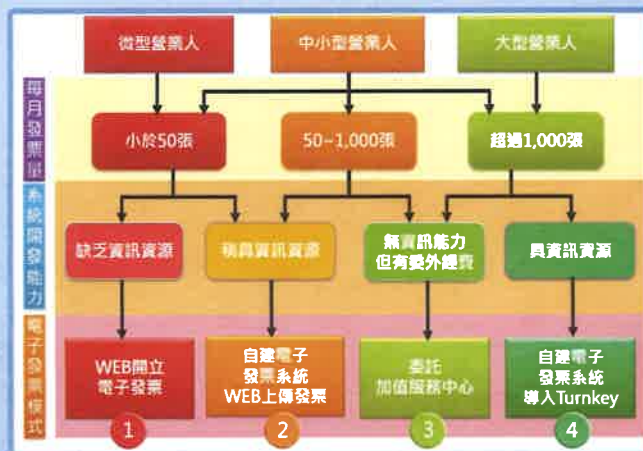 微型營業人
中小型營業人
大型營業人
每月發票量
小於50張
50~1,000張
超過1,000張
系統開發能力
缺乏資訊資源
稍具資訊資源
無資訊能力
但有委外經費
具資訊資源
電子發票模式
WEB開立
電子發票
自建電子
發票系統
WEB上傳發票
委託
加值服務中心
自建電子
發票系統
導入Turnkey
1
2
3
4